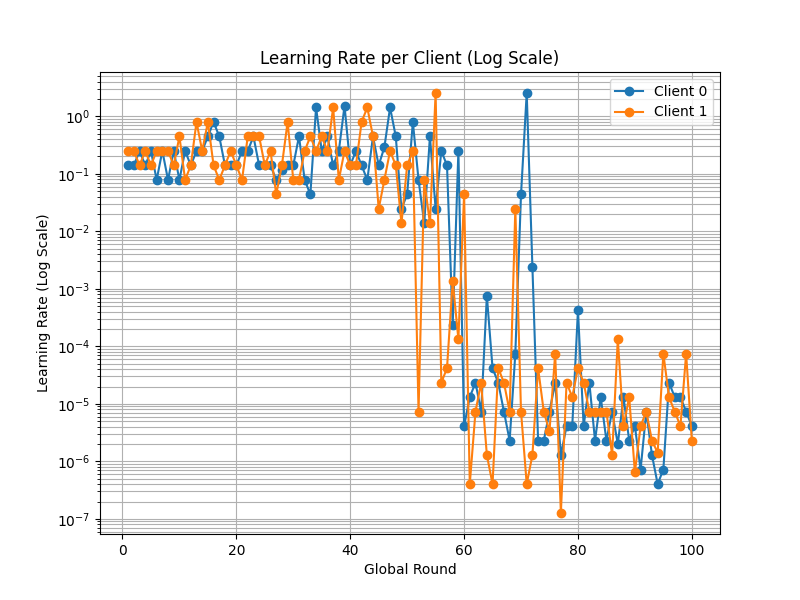 Learning Rate per Client (Log Scale)
Client 0
Client 1
Learning Rate (Log Scale)
10⁰
10⁻¹
10⁻²
10⁻³
10⁻⁴
10⁻⁵
10⁻⁶
10⁻⁷
0 20 40 60 80 100
Global Round